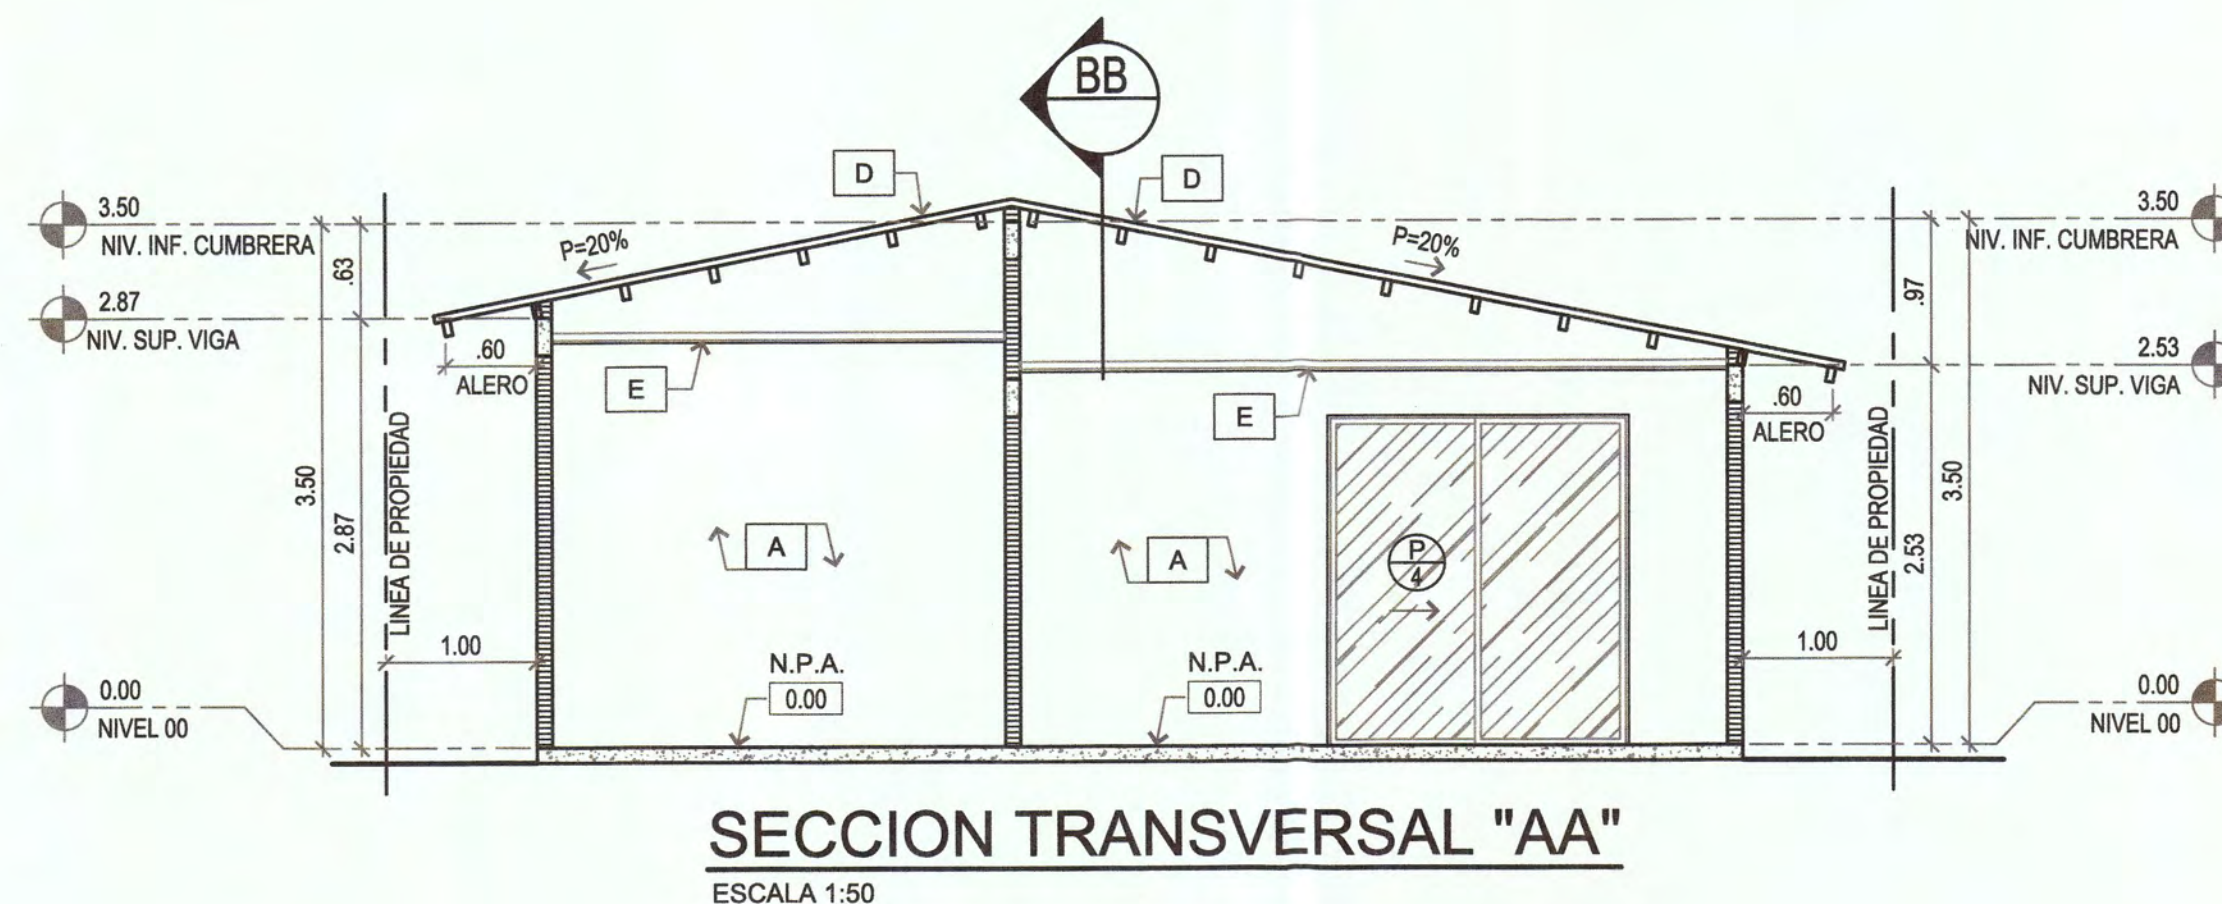 BB
D
D
3.50
NIV. INF. CUMBRERA
P=20%
P=20%
3.50
NIV. INF. CUMBRERA
.63
.97
2.87
NIV. SUP. VIGA
2.53
NIV. SUP. VIGA
.60
ALERO
E
E
.60
ALERO
LINEA DE PROPIEDAD
LINEA DE PROPIEDAD
3.50
2.87
2.53
3.50
A
A
P
4
1.00
1.00
N.P.A.
0.00
N.P.A.
0.00
0.00
NIVEL 00
0.00
NIVEL 00
SECCION TRANSVERSAL "AA"
ESCALA 1:50